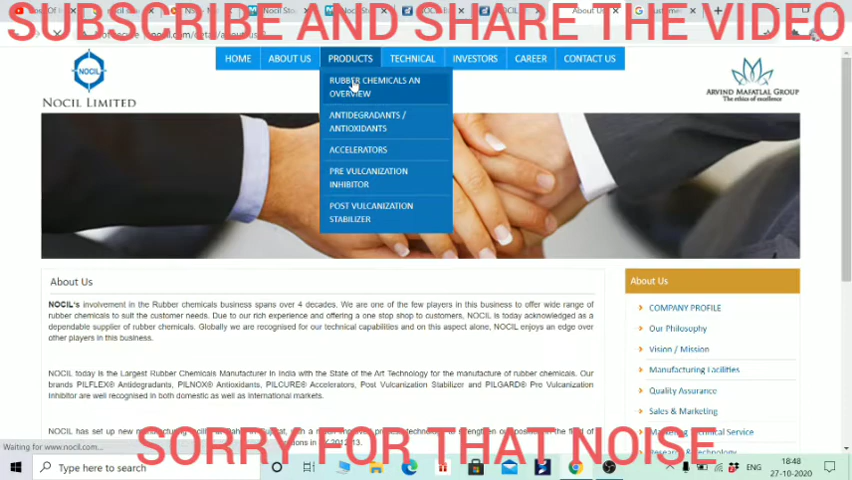 SUBSCRIBE AND SHARE THE VIDEO
HOME ABOUT US PRODUCTS TECHNICAL INVESTORS CAREER CONTACT US
NOCIL
NOCIL LIMITED
ARVIND MAFATLAL GROUP
The ethics of excellence
RUBBER CHEMICALS AN
OVERVIEW
ANTIDEGRADANTS /
ANTIOXIDANTS
ACCELERATORS
PRE VULCANIZATION
INHIBITOR
POST VULCANIZATION
STABILIZER
About Us
NOCIL's involvement in the Rubber chemicals business spans over 4 decades. We are one of the few players in this business to offer wide range of
rubber chemicals to suit the customer needs. Due to our rich experience and offering a one stop shop to customers, NOCIL is today acknowledged as a
dependable supplier of rubber chemicals. Globally we are recognised for our technical capabilities and on this aspect alone, NOCIL enjoys an edge over
other players in this business.
NOCIL today is the Largest Rubber Chemicals Manufacturer in India with the State of the Art Technology for the manufacture of rubber chemicals. Our
brands PILFLEX® Antidegradants, PILNOX® Antioxidants, PILCURE® Accelerators, Post Vulcanization Stabilizer and PILGARD® Pre Vulcanization
Inhibitor are well recognised in both domestic as well as international markets.
NOCIL has set up new manufacturing
About Us
COMPANY PROFILE
Our Philosophy
Vision / Mission
Manufacturing Facilities
Quality Assurance
Sales & Marketing
Service
Waiting for www.nocil.com...
SORRY FOR THAT NOISE
Type here to search
ENG
18:48
27-10-2020